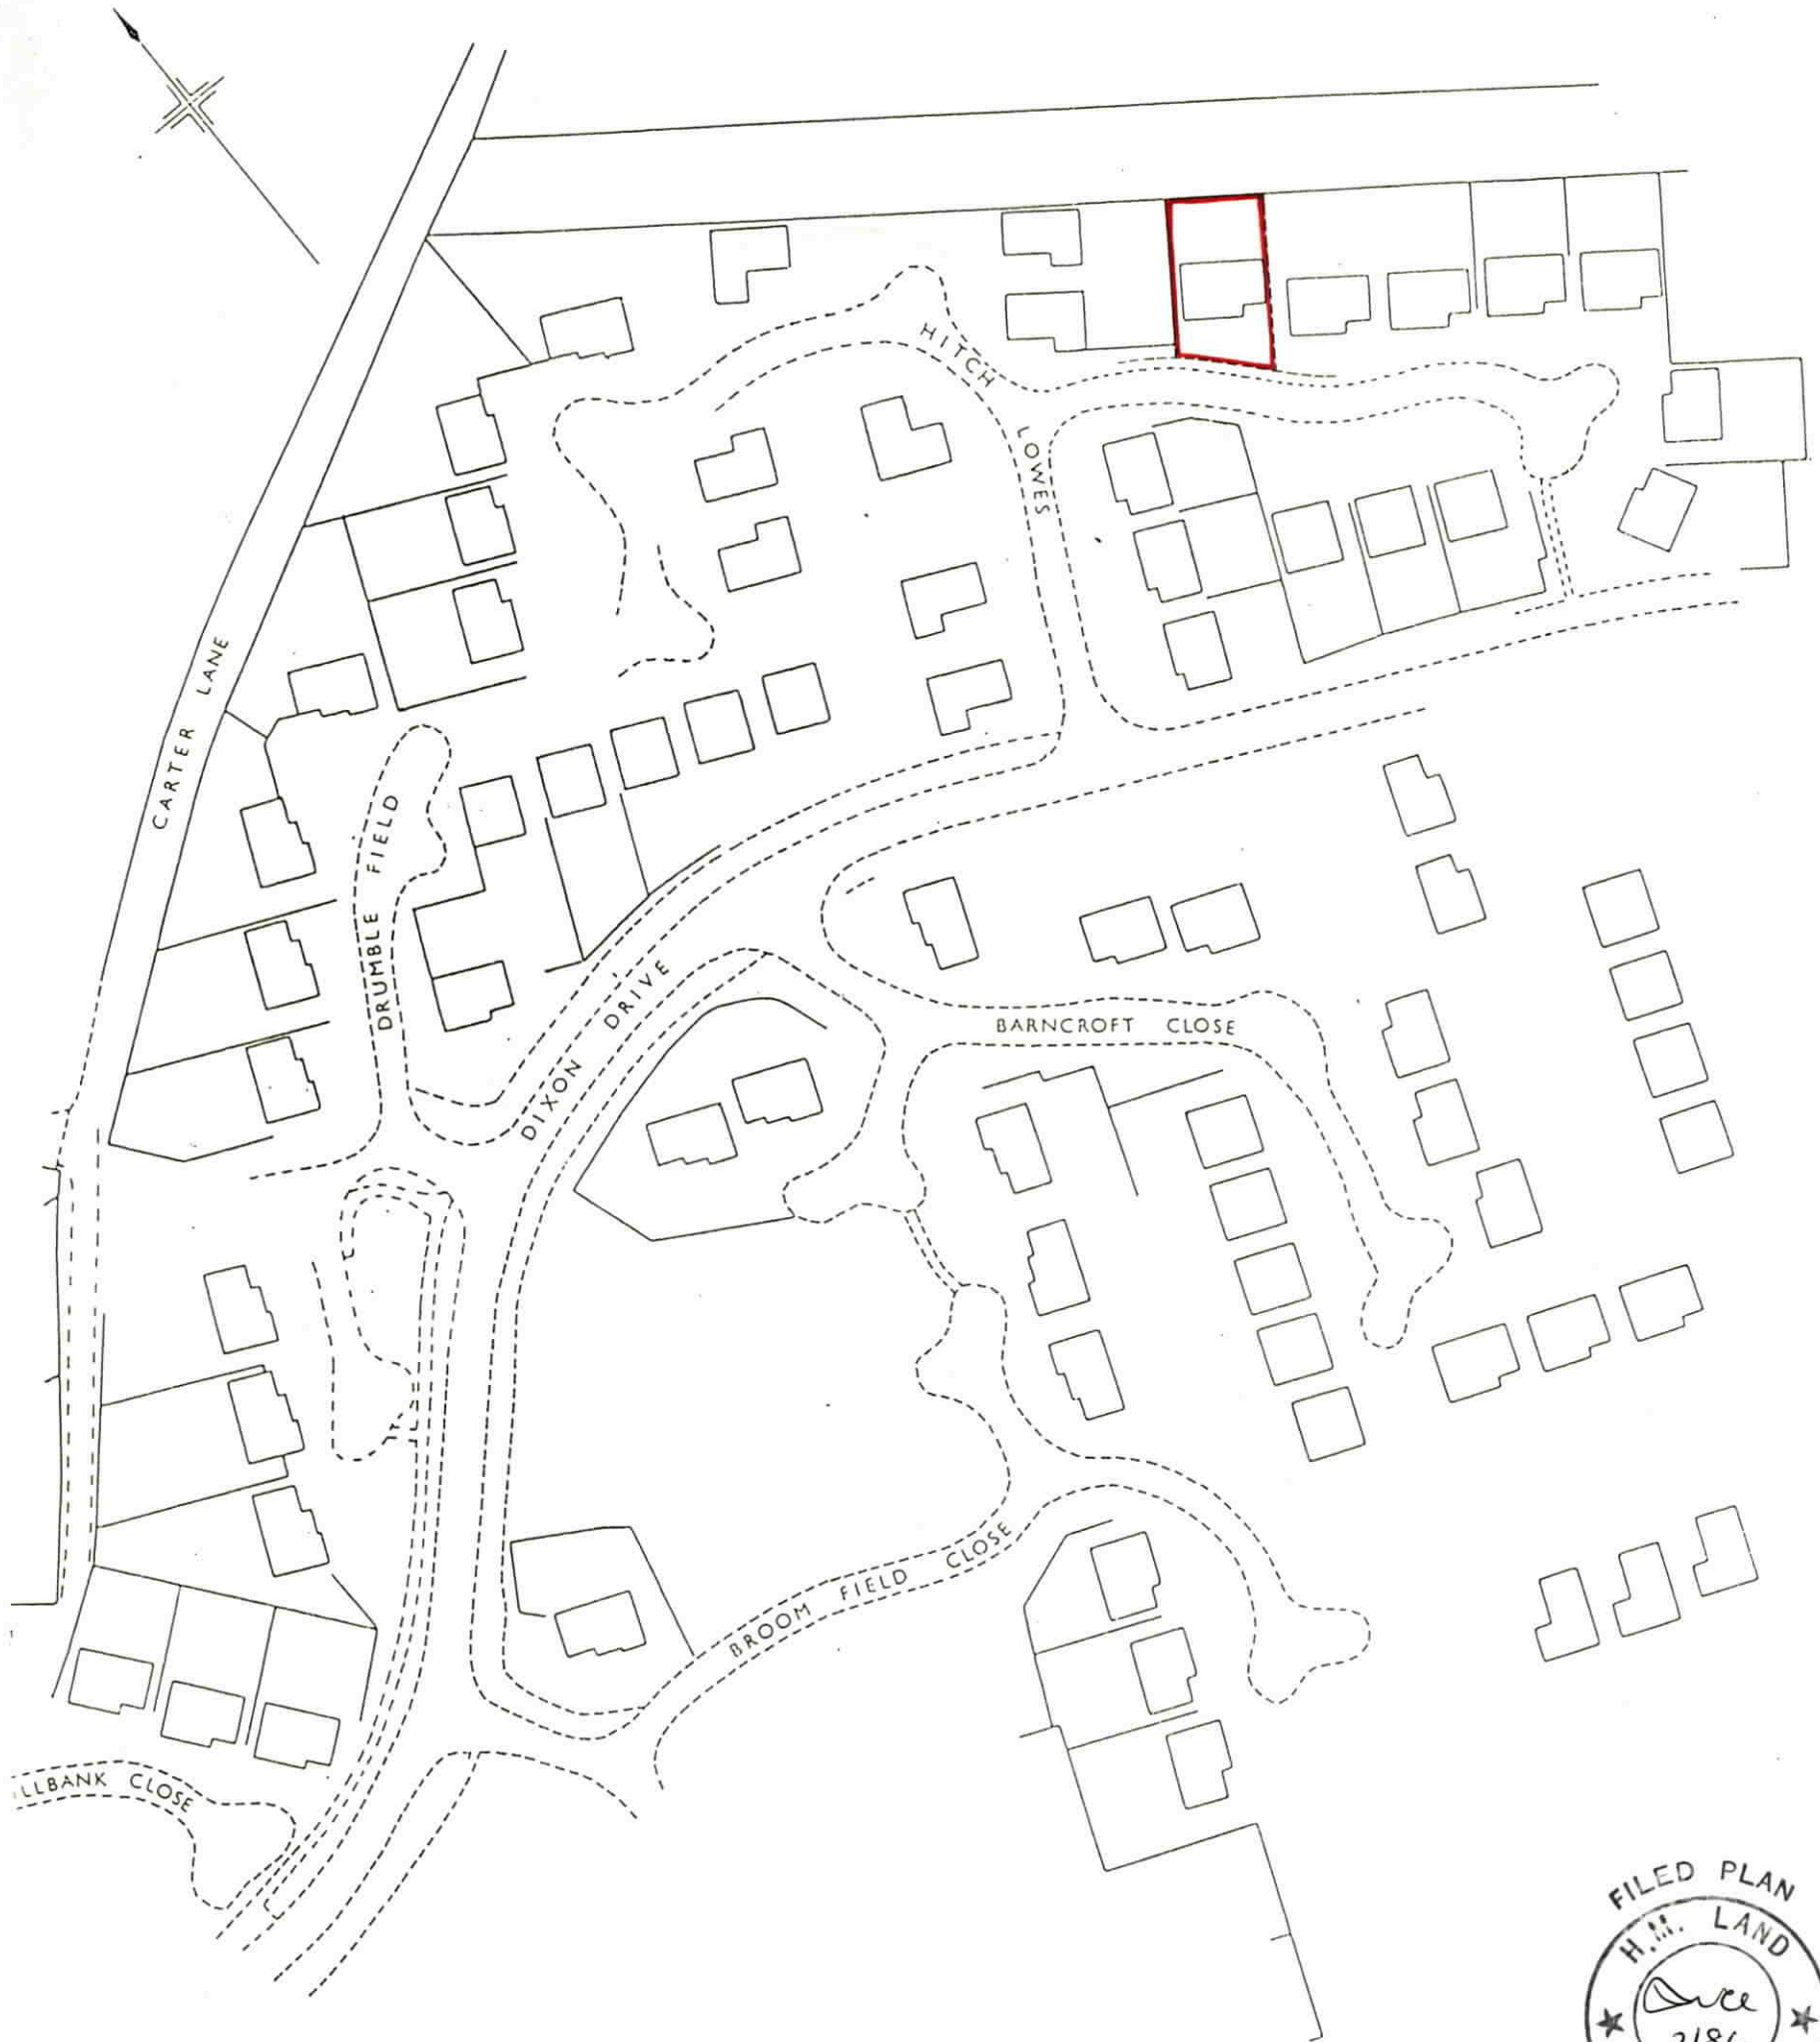 HITCH LOWES
CARTER LANE
DRUMBLE FIELD
DIXON DRIVE
BARNCROFT CLOSE
BROOM FIELD CLOSE
LLBANK CLOSE
FILED PLAN
H.M. LAND